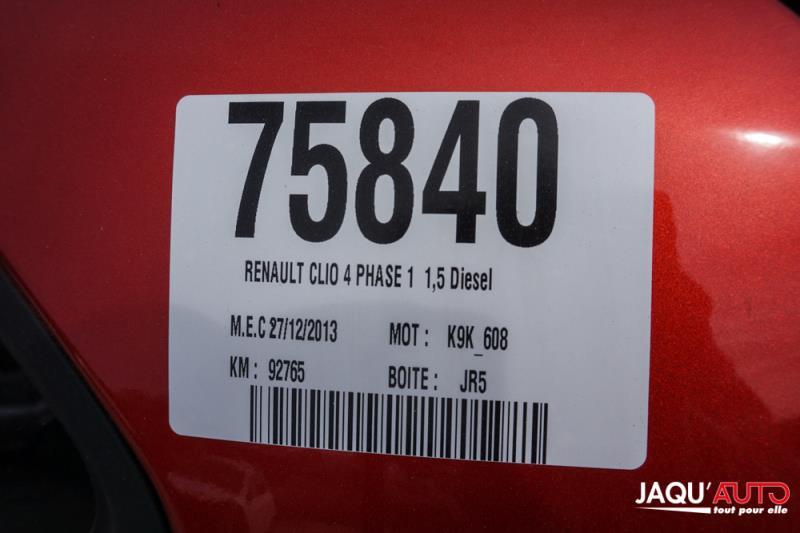 75840
RENAULT CLIO 4 PHASE 1 1,5 Diesel
M.E.C 27/12/2013 MOT : K9K_608
KM : 92765 BOITE : JR5
JAQU'AUTO
tout pour elle